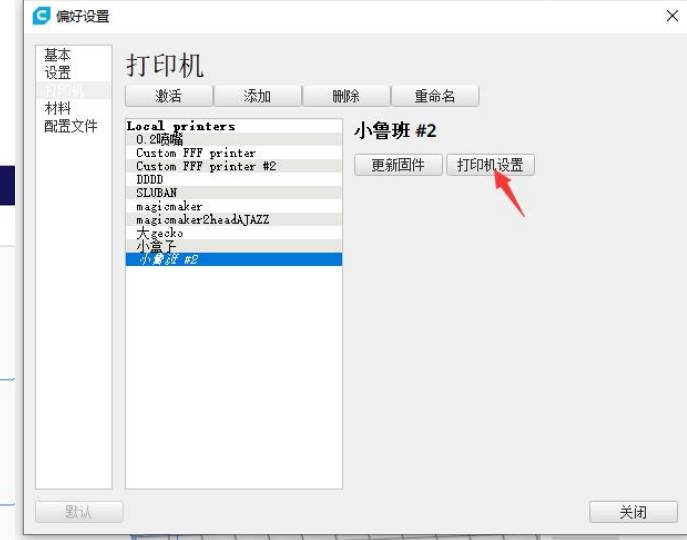 偏好设置
基本
设置
打印机
材料
配置文件
打印机
激活
添加
删除
重命名
Local printers
0.2喷嘴
Custom FFF printer
Custom FFF printer #2
DDDD
SLUBAN
magicmaker
magicmaker2headAJAZZ
大gecko
小盒子
小鲁班 #2
小鲁班 #2
更新固件
打印机设置
默认
关闭